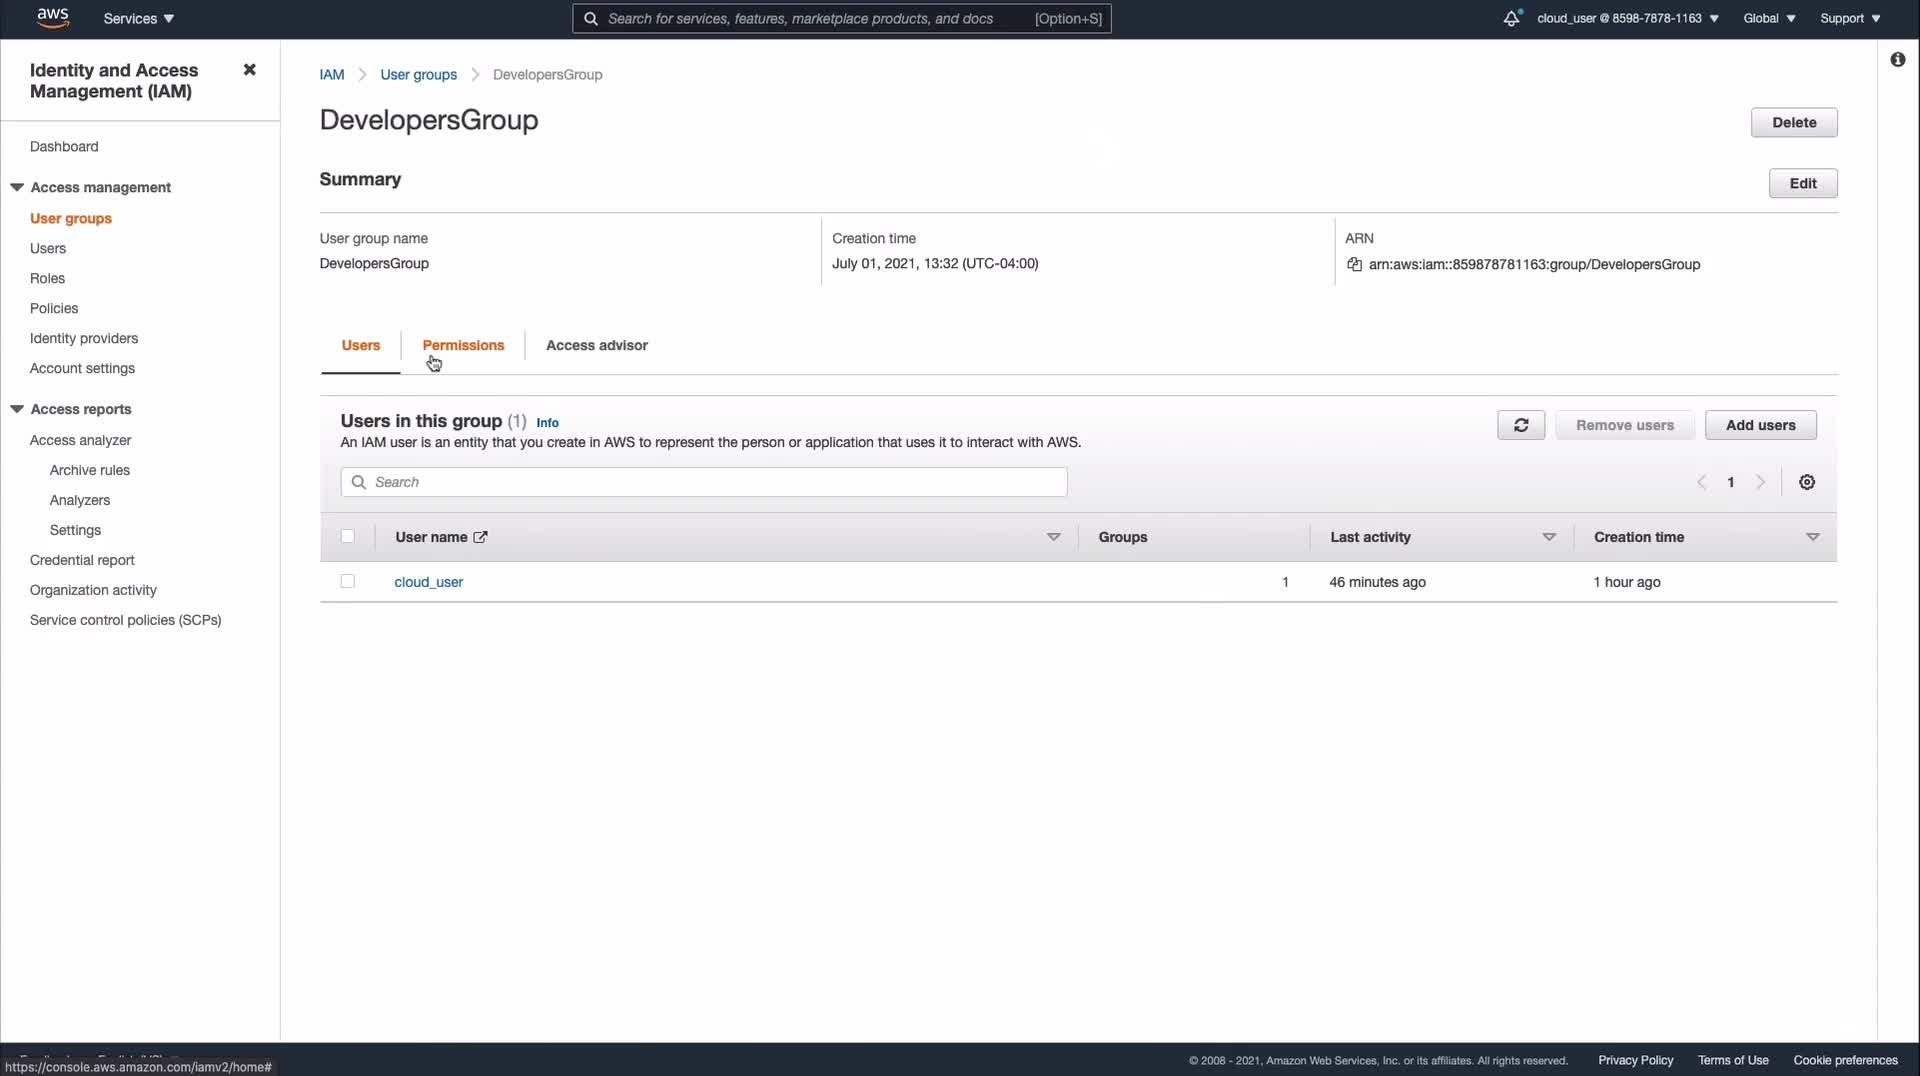 aws
Services
Search for services, features, marketplace products, and docs [Option+S]
cloud_user @ 8598-7878-1163
Global
Support
Identity and Access
Management (IAM)
Dashboard
Access management
User groups
Users
Roles
Policies
Identity providers
Account settings
Access reports
Access analyzer
Archive rules
Analyzers
Settings
Credential report
Organization activity
Service control policies (SCPs)
IAM User groups DevelopersGroup
DevelopersGroup
Delete
Summary
Edit
User group name
DevelopersGroup
Creation time
July 01, 2021, 13:32 (UTC-04:00)
ARN
arn:aws:iam::859878781163:group/DevelopersGroup
Users Permissions Access advisor
Users in this group (1) Info
An IAM user is an entity that you create in AWS to represent the person or application that uses it to interact with AWS.
Remove users
Add users
Search
1
User name Groups Last activity Creation time
cloud_user 1 46 minutes ago 1 hour ago
https://console.aws.amazon.com/iamv2/home#
© 2008 - 2021, Amazon Web Services, Inc. or its affiliates. All rights reserved. Privacy Policy Terms of Use Cookie preferences